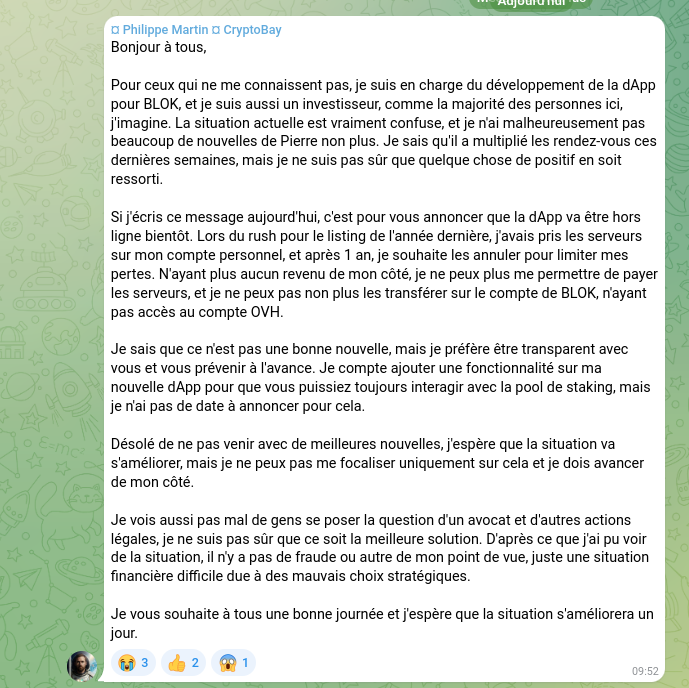 Aujourd'hui
¤ Philippe Martin ¤ CryptoBay
Bonjour à tous,
Pour ceux qui ne me connaissent pas, je suis en charge du développement de la dApp
pour BLOK, et je suis aussi un investisseur, comme la majorité des personnes ici,
j'imagine. La situation actuelle est vraiment confuse, et je n'ai malheureusement pas
beaucoup de nouvelles de Pierre non plus. Je sais qu'il a multiplié les rendez-vous ces
dernières semaines, mais je ne suis pas sûr que quelque chose de positif en soit
ressorti.
Si j'écris ce message aujourd'hui, c'est pour vous annoncer que la dApp va être hors
ligne bientôt. Lors du rush pour le listing de l'année dernière, j'avais pris les serveurs
sur mon compte personnel, et après 1 an, je souhaite les annuler pour limiter mes
pertes. N'ayant plus aucun revenu de mon côté, je ne peux plus me permettre de payer
les serveurs, et je ne peux pas non plus les transférer sur le compte de BLOK, n'ayant
pas accès au compte OVH.
Je sais que ce n'est pas une bonne nouvelle, mais je préfère être transparent avec
vous et vous prévenir à l'avance. Je compte ajouter une fonctionnalité sur ma
nouvelle dApp pour que vous puissiez toujours interagir avec la pool de staking, mais
je n'ai pas de date à annoncer pour cela.
Désolé de ne pas venir avec de meilleures nouvelles, j'espère que la situation va
s'améliorer, mais je ne peux pas me focaliser uniquement sur cela et je dois avancer
de mon côté.
Je vois aussi pas mal de gens se poser la question d'un avocat et d'autres actions
légales, je ne suis pas sûr que ce soit la meilleure solution. D'après ce que j'ai pu voir
de la situation, il n'y a pas de fraude ou autre de mon point de vue, juste une situation
financière difficile due à des mauvais choix stratégiques.
Je vous souhaite à tous une bonne journée et j'espère que la situation s'améliorera un
jour.
3 2 1
09:52